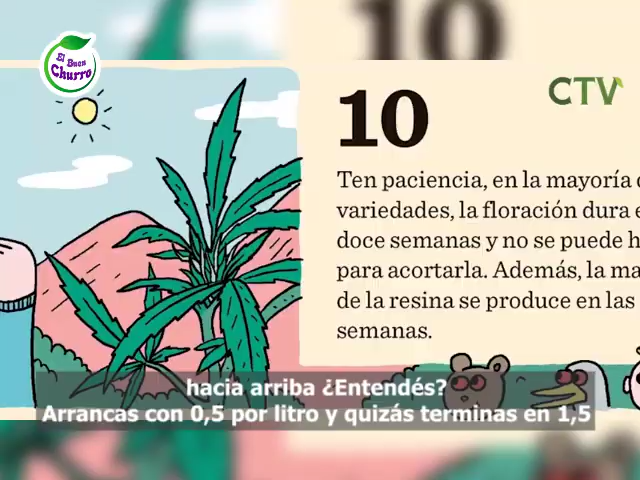 El Buen
Churro
10
CTV
10
Ten paciencia, en la mayoría
variedades, la floración dura
doce semanas y no se puede
para acortarla. Además, la
de la resina se produce en las
semanas.
hacia arriba ¿Entendés?
Arrancas con 0,5 por litro y quizás terminas en 1,5